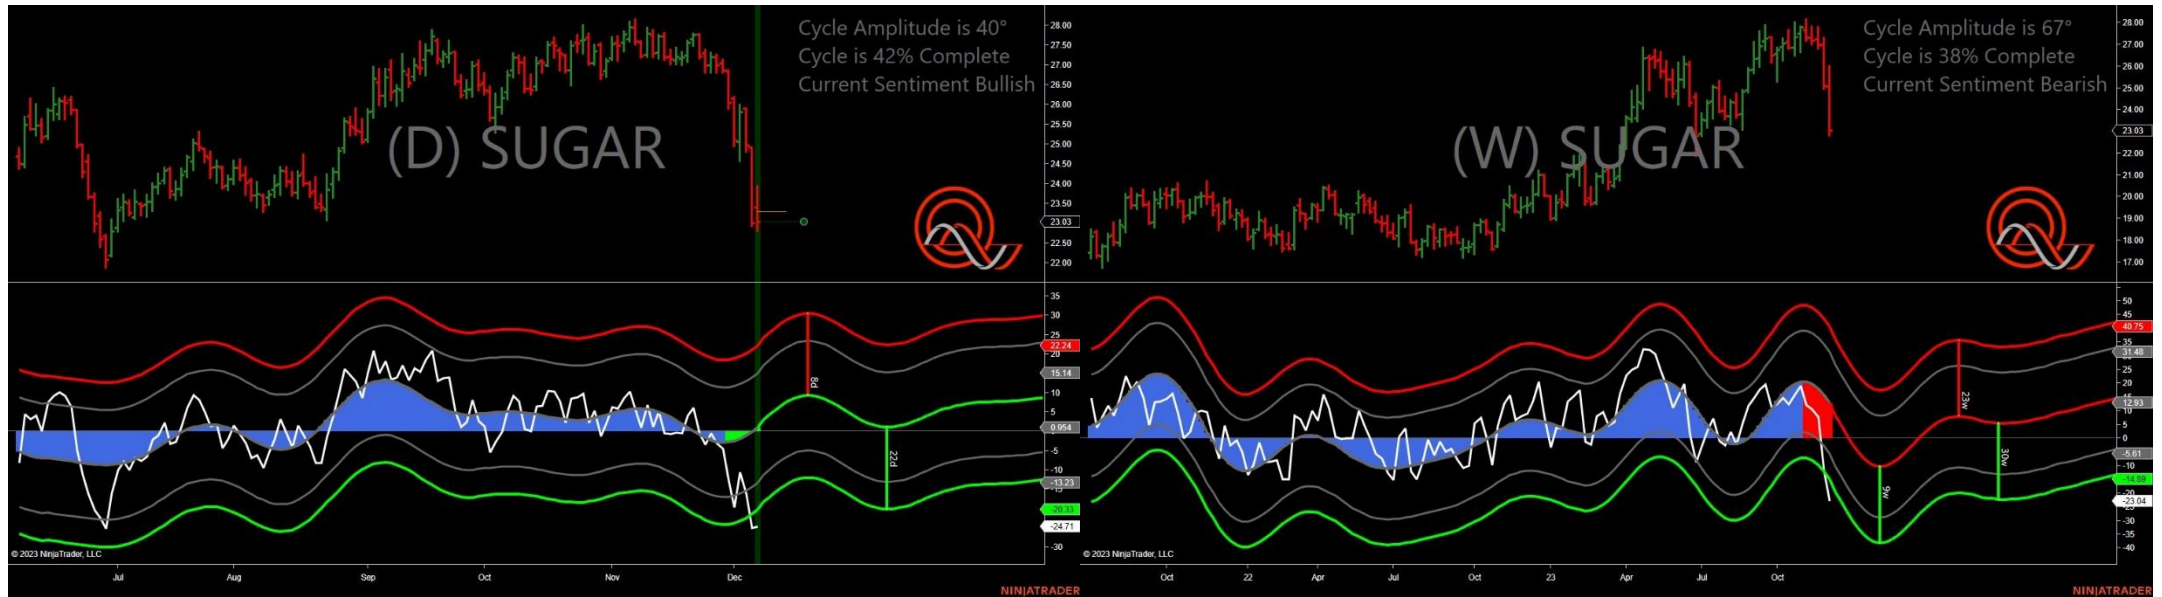 Cycle Amplitude is 40°
Cycle is 42% Complete
Current Sentiment Bullish
(D) SUGAR
28.00
27.50
27.00
26.50
26.00
25.50
25.00
24.50
24.00
23.50
23.03
22.50
22.00
35
30
25
22.24
20
15.14
10
5
0.954
-5
-10
-13.23
-20.33
-24.71
-30
8d
22d
© 2023 NinjaTrader, LLC
Jul
Aug
Sep
Oct
Nov
Dec
NINJATRADER
Cycle Amplitude is 67°
Cycle is 38% Complete
Current Sentiment Bearish
(W) SUGAR
28.00
27.00
26.00
25.00
24.00
23.03
22.00
21.00
20.00
19.00
18.00
17.00
50
45
40.75
35
31.48
25
20
15
12.93
10
5
0
-5.61
-10
-14.89
-20
-23.04
-30
-35
-40
23w
9w
30w
© 2023 NinjaTrader, LLC
Oct
22
Apr
Jul
Oct
23
Apr
Jul
Oct
NINJATRADER